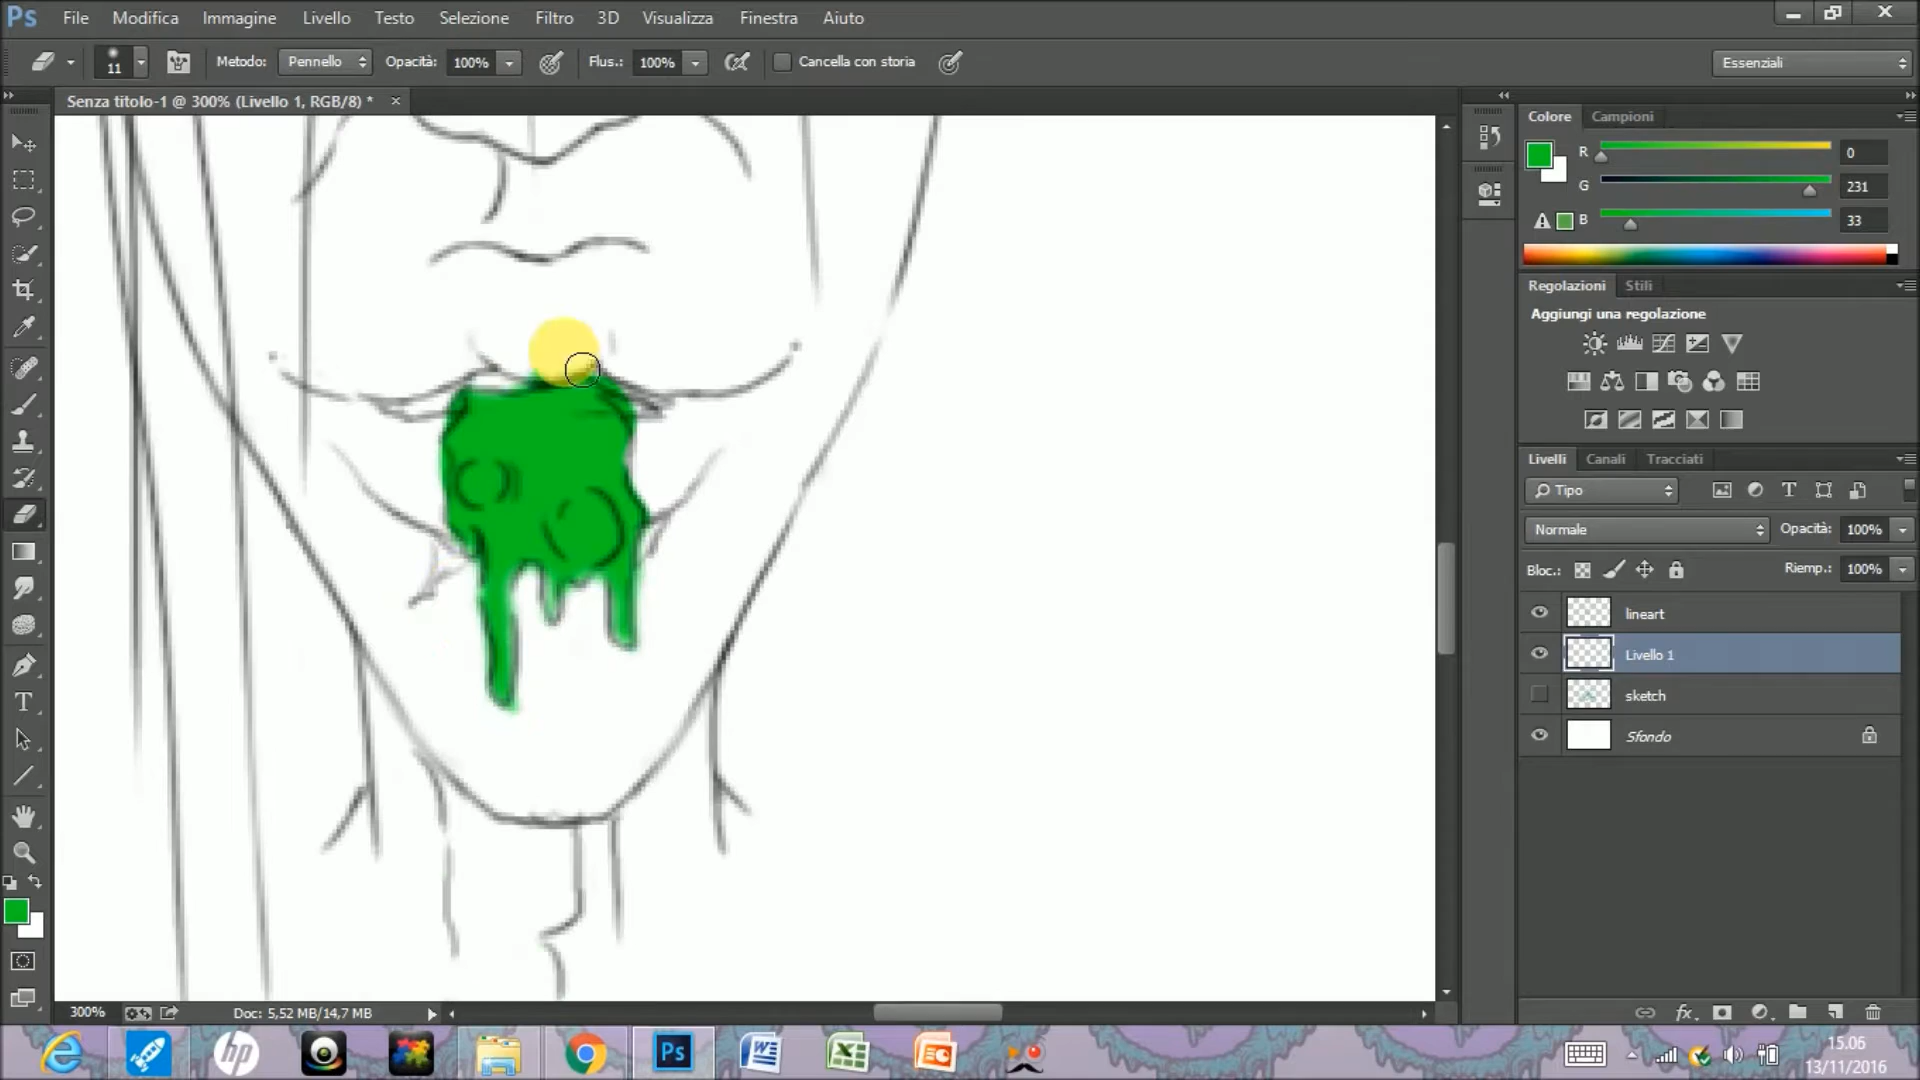 Ps File Modifica Immagine Livello Testo Selezione Filtro 3D Visualizza Finestra Aiuto
11 Metodo: Pennello Opacità: 100% Flus.: 100% Cancella con storia Essenziali
Senza titolo-1 @ 300% (Livello 1, RGB/8) *
Colore Campioni
R 0
G 231
B 33
Regolazioni Stili
Aggiungi una regolazione
Livelli Canali Tracciati
Tipo
Normale Opacità: 100%
Bloc.: Riemp.: 100%
lineart
Livello 1
sketch
Sfondo
300% Doc: 5,52 MB/14,7 MB
hp Ps 15.06
13/11/2016